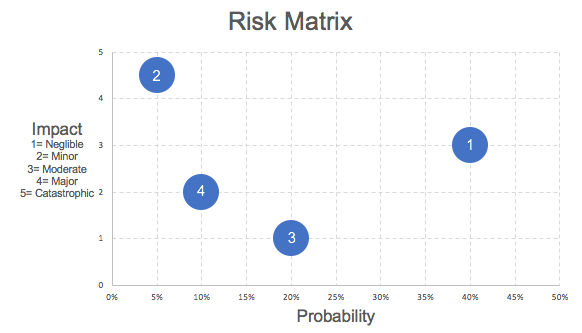 Risk Matrix
5
2
4
Impact
1= Neglible
2= Minor
3= Moderate
4= Major
5= Catastrophic
3
1
2
4
1
3
0
0% 5% 10% 15% 20% 25% 30% 35% 40% 45% 50%
Probability